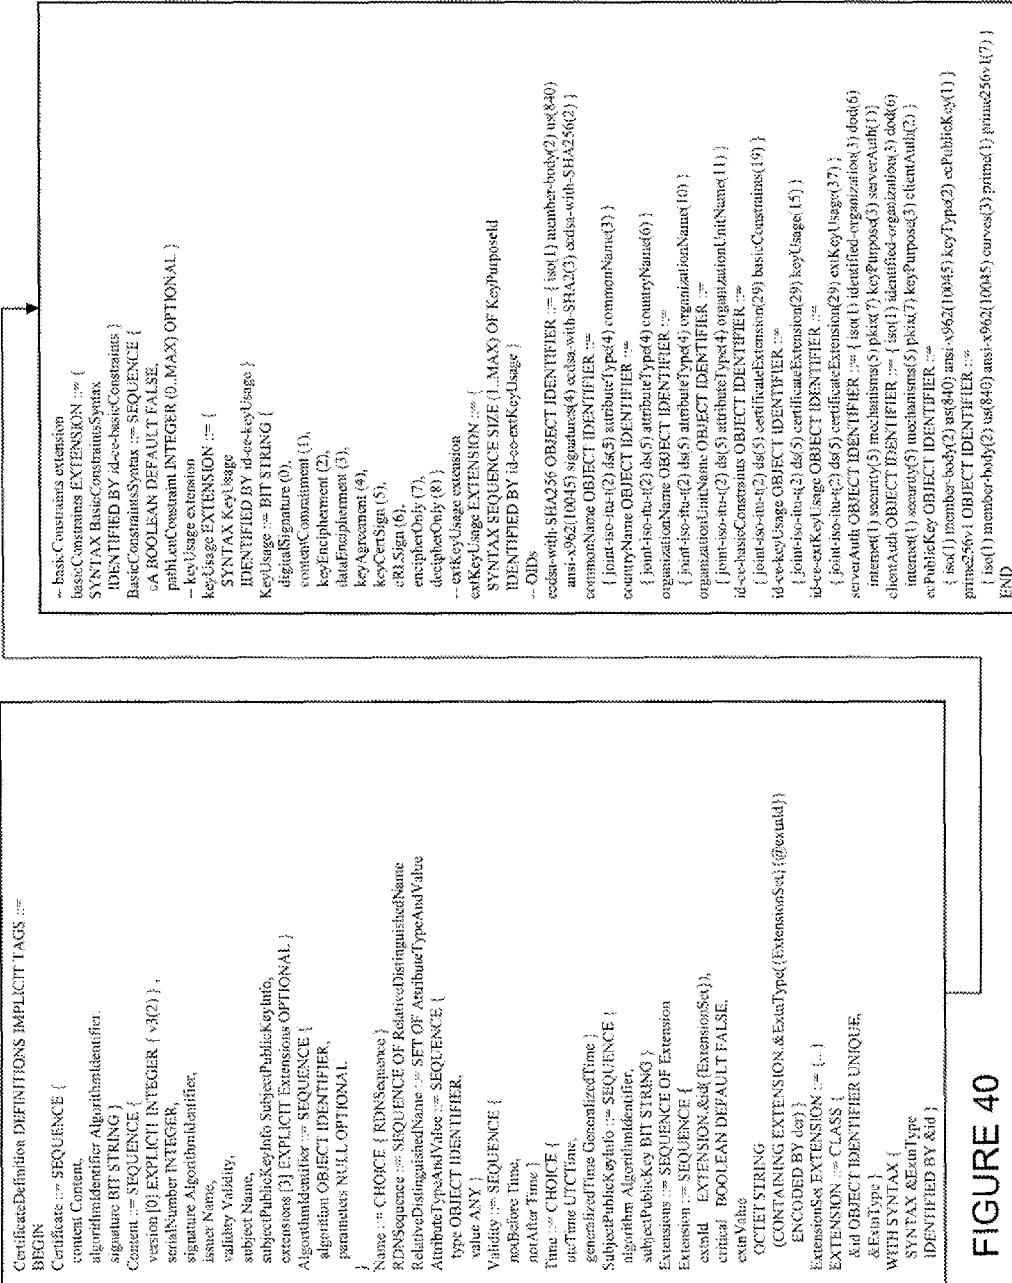 CertificateDefinition DEFINITIONS IMPLICIT TAGS ::=
BEGIN
Certificate ::= SEQUENCE {
content Content,
algorithmIdentifier AlgorithmIdentifier,
signature BIT STRING }
Content ::= SEQUENCE {
version [0] EXPLICIT INTEGER { v3(2) } ,
serialNumber INTEGER,
signature AlgorithmIdentifier,
issuer Name,
validity Validity,
subject Name,
subjectPublicKeyInfo SubjectPublicKeyInfo,
extensions [3] EXPLICIT Extensions OPTIONAL }
AlgorithmIdentifier ::= SEQUENCE {
algorithm OBJECT IDENTIFIER,
parameters NULL OPTIONAL
}
Name ::= CHOICE { RDNSequence }
RDNSequence ::= SEQUENCE OF RelativeDistinguishedName
RelativeDistinguishedName ::= SET OF AttributeTypeAndValue
AttributeTypeAndValue ::= SEQUENCE {
type OBJECT IDENTIFIER,
value ANY }
Validity ::= SEQUENCE {
notBefore Time,
notAfter Time }
Time ::= CHOICE {
utcTime UTCTime,
generalizedTime GeneralizedTime }
SubjectPublicKeyInfo ::= SEQUENCE {
algorithm AlgorithmIdentifier,
subjectPublicKey BIT STRING }
Extensions ::= SEQUENCE OF Extension
Extension ::= SEQUENCE {
extnId EXTENSION.&id({ExtensionSet}),
critical BOOLEAN DEFAULT FALSE,
extnValue
OCTET STRING
(CONTAINING EXTENSION.&ExtnType({ExtensionSet}{@extnId})
ENCODED BY der) }
ExtensionSet EXTENSION ::= {...}
EXTENSION ::= CLASS {
&id OBJECT IDENTIFIER UNIQUE,
&ExtnType }
WITH SYNTAX {
SYNTAX &ExtnType
IDENTIFIED BY &id }
-- basicConstraints extension
basicConstraints EXTENSION ::= {
SYNTAX BasicConstraintsSyntax
IDENTIFIED BY id-ce-basicConstraints }
BasicConstraintsSyntax ::= SEQUENCE {
cA BOOLEAN DEFAULT FALSE,
pathLenConstraint INTEGER (0..MAX) OPTIONAL }
-- keyUsage extension
keyUsage EXTENSION ::= {
SYNTAX KeyUsage
IDENTIFIED BY id-ce-keyUsage }
KeyUsage ::= BIT STRING {
digitalSignature (0),
contentCommitment (1),
keyEncipherment (2),
dataEncipherment (3),
keyAgreement (4),
keyCertSign (5),
cRLSign (6),
encipherOnly (7),
decipherOnly (8) }
-- extKeyUsage extension
extKeyUsage EXTENSION ::= {
SYNTAX SEQUENCE SIZE (1..MAX) OF KeyPurposeId
IDENTIFIED BY id-ce-extKeyUsage }
-- OIDs
ecdsa-with-SHA256 OBJECT IDENTIFIER ::= { iso(1) member-body(2) us(840)
ansi-x962(10045) signatures(4) ecdsa-with-SHA2(3) ecdsa-with-SHA256(2) }
commonName OBJECT IDENTIFIER ::=
{ joint-iso-itu-t(2) ds(5) attributeType(4) commonName(3) }
countryName OBJECT IDENTIFIER ::=
{ joint-iso-itu-t(2) ds(5) attributeType(4) countryName(6) }
organizationName OBJECT IDENTIFIER ::=
{ joint-iso-itu-t(2) ds(5) attributeType(4) organizationName(10) }
organizationUnitName OBJECT IDENTIFIER ::=
{ joint-iso-itu-t(2) ds(5) attributeType(4) organizationUnitName(11) }
id-ce-basicConstraints OBJECT IDENTIFIER ::=
{ joint-iso-itu-t(2) ds(5) certificateExtension(29) basicConstrains(19) }
id-ce-keyUsage OBJECT IDENTIFIER ::=
{ joint-iso-itu-t(2) ds(5) certificateExtension(29) keyUsage(15) }
id-ce-extKeyUsage OBJECT IDENTIFIER ::=
{ joint-iso-itu-t(2) ds(5) certificateExtension(29) extKeyUsage(37) }
serverAuth OBJECT IDENTIFIER ::= { iso(1) identified-organization(3) dod(6)
internet(1) security(5) mechanisms(5) pkix(7) keyPurpose(3) serverAuth(1)}
clientAuth OBJECT IDENTIFIER ::= { iso(1) identified-organization(3) dod(6)
internet(1) security(5) mechanisms(5) pkix(7) keyPurpose(3) clientAuth(2) }
ecPublicKey OBJECT IDENTIFIER ::=
{ iso(1) member-body(2) us(840) ansi-x962(10045) keyType(2) ecPublicKey(1) }
prime256v1 OBJECT IDENTIFIER ::=
{ iso(1) member-body(2) us(840) ansi-x962(10045) curves(3) prime(1) prime256v1(7) }
END
FIGURE 40